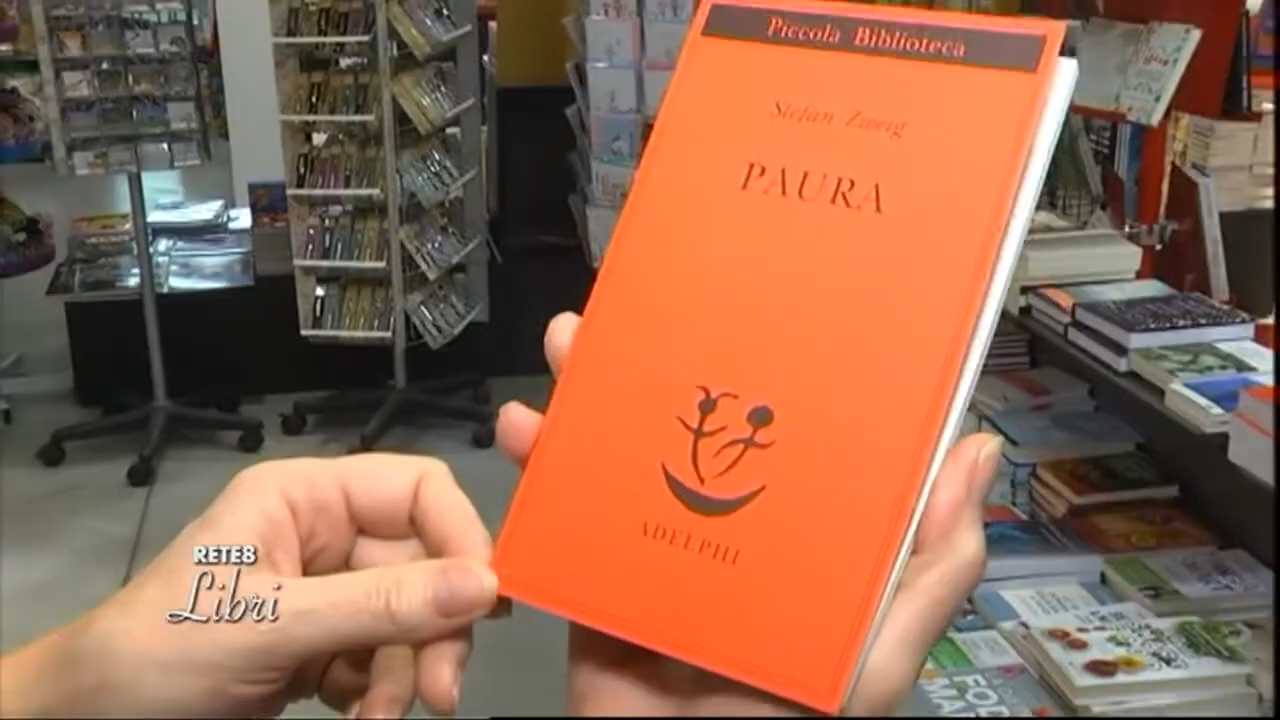 Piccola Biblioteca
Stefan Zweig
PAURA
ADELPHI
RETE8
Libri